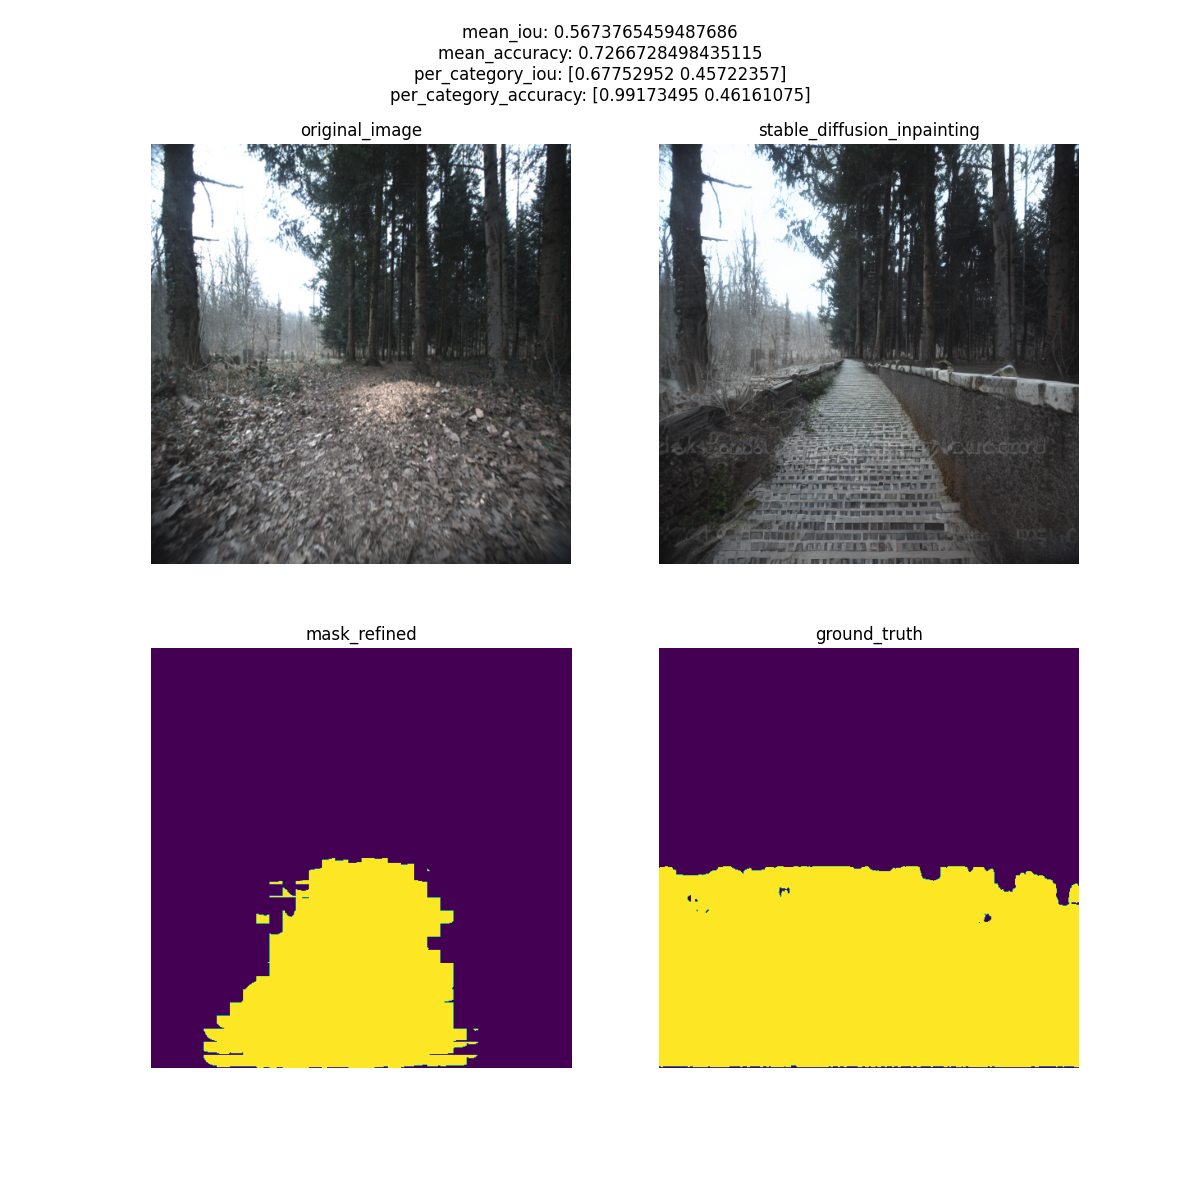 mean_iou: 0.5673765459487686
mean_accuracy: 0.7266728498435115
per_category_iou: [0.67752952 0.45722357]
per_category_accuracy: [0.99173495 0.46161075]
original_image
stable_diffusion_inpainting
mask_refined
ground_truth